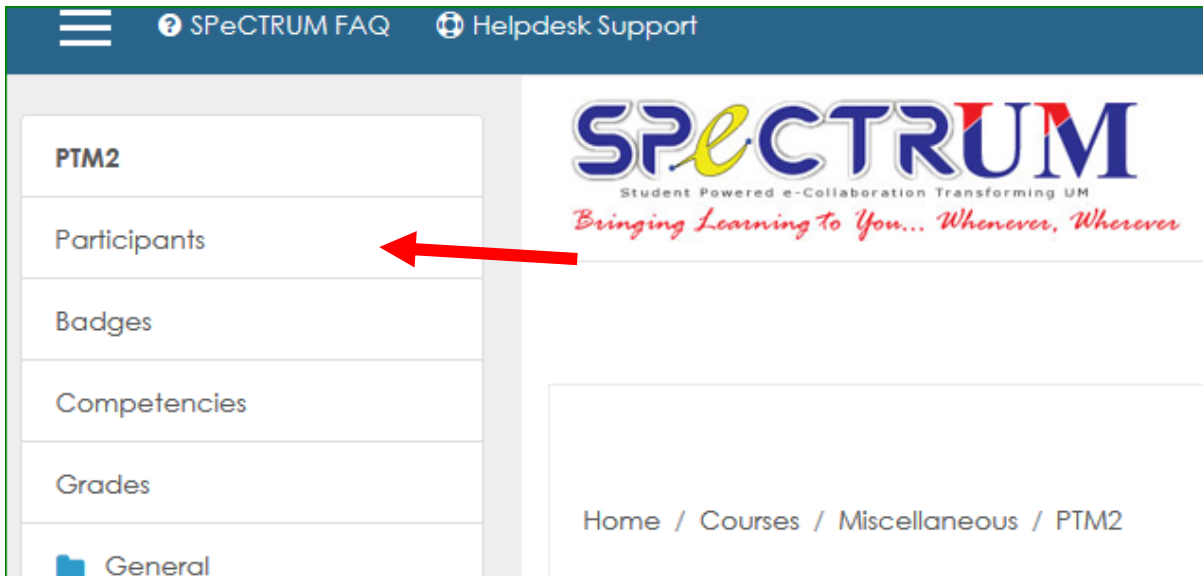 SPeCTRUM FAQ Helpdesk Support
PTM2
Participants
Badges
Competencies
Grades
General
SPeCTRUM
Student Powered e-Collaboration Transforming UM
Bringing Learning to You... Whenever, Wherever
Home / Courses / Miscellaneous / PTM2